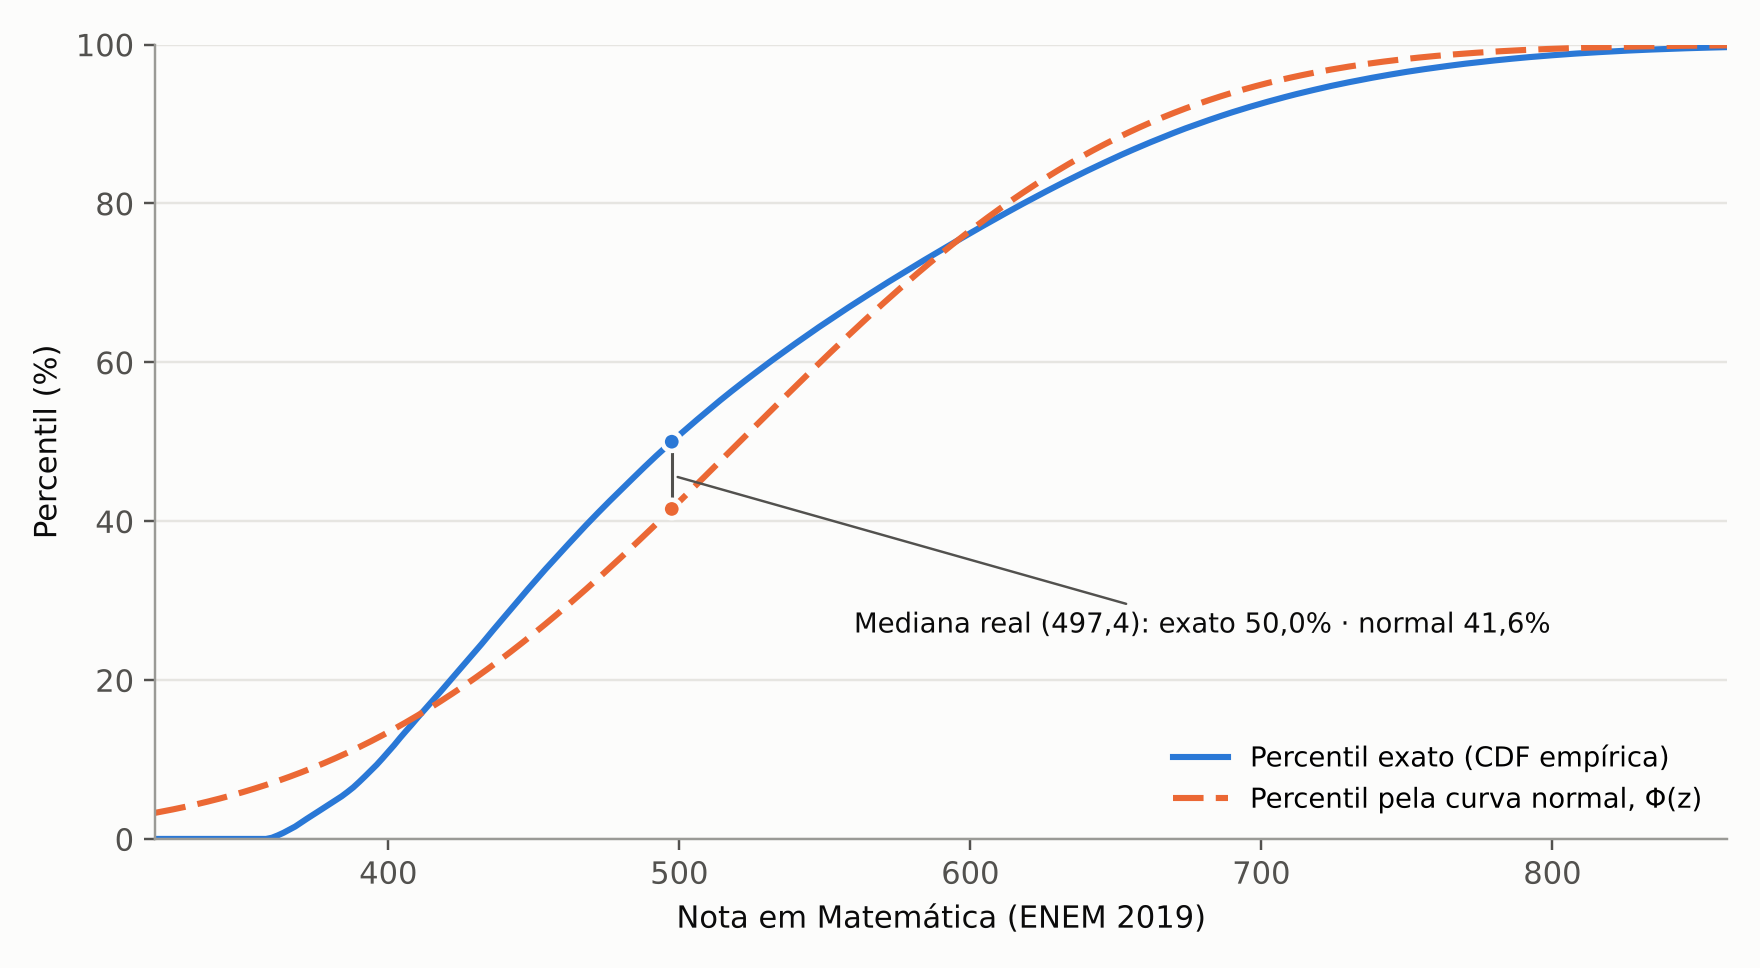 100
80
60
40
20
0
Percentil (%)
Mediana real (497,4): exato 50,0% · normal 41,6%
Percentil exato (CDF empírica)
Percentil pela curva normal, Φ(z)
400 500 600 700 800
Nota em Matemática (ENEM 2019)